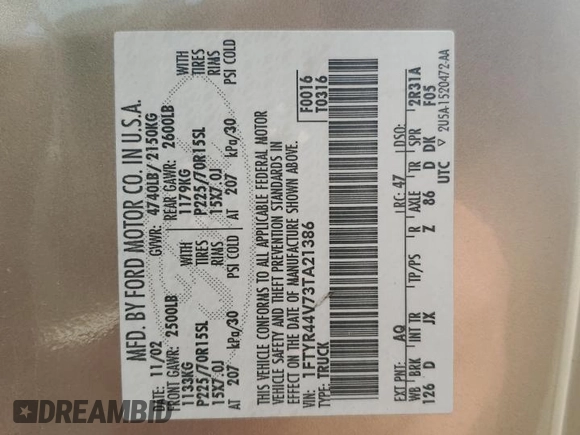 MFD. BY FORD MOTOR CO. IN U.S.A.
DATE: 11/02 GVWR: 4740LB/ 2150KG
FRONT GAWR: 2500LB REAR GAWR: 2600LB
1133KG WITH 1179KG WITH
P225/70R15SL TIRES P225/70R15SL TIRES
15X7.0J RIMS 15X7.0J RIMS
AT 207 kPa/30 PSI COLD AT 207 kPa/30 PSI COLD
THIS VEHICLE CONFORMS TO ALL APPLICABLE FEDERAL MOTOR
VEHICLE SAFETY AND THEFT PREVENTION STANDARDS IN
EFFECT ON THE DATE OF MANUFACTURE SHOWN ABOVE.
VIN: 1FTYR44V73TA21386
TYPE: TRUCK
F0016
T0316
EXT PNT: AQ RC: 47 DSO:
WB BRK INT TR TP/PS R AXLE TR SPR 2R31A
126 D JX Z 86 D DK F05
UTC ▽ 2U5A-1520472-AA
DREAMBID